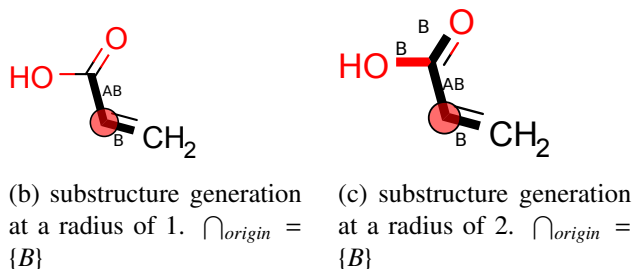 O
HO
AB
B
CH2
(b) substructure generation
at a radius of 1. ⋂origin =
{B}
B
O
B
HO
AB
B
CH2
(c) substructure generation
at a radius of 2. ⋂origin =
{B}